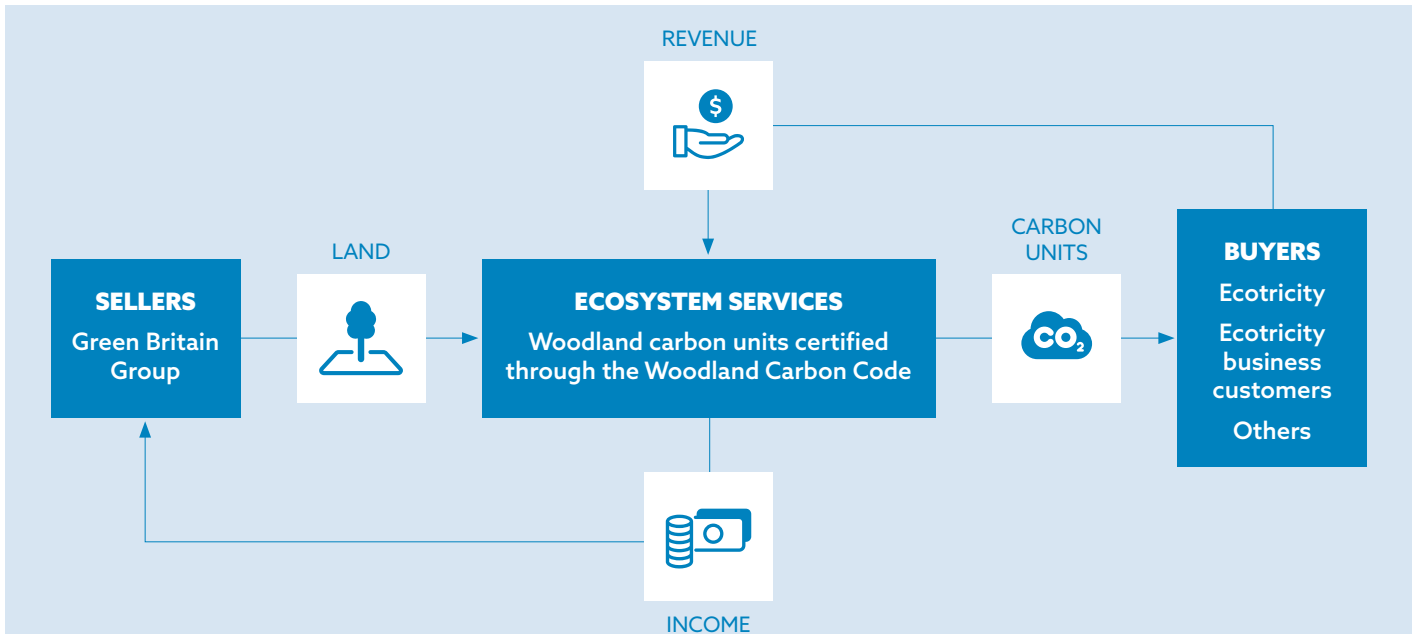 REVENUE
$
LAND
CARBON
UNITS
SELLERS
Green Britain
Group
ECOSYSTEM SERVICES
Woodland carbon units certified
through the Woodland Carbon Code
CO₂
BUYERS
Ecotricity
Ecotricity
business
customers
Others
INCOME